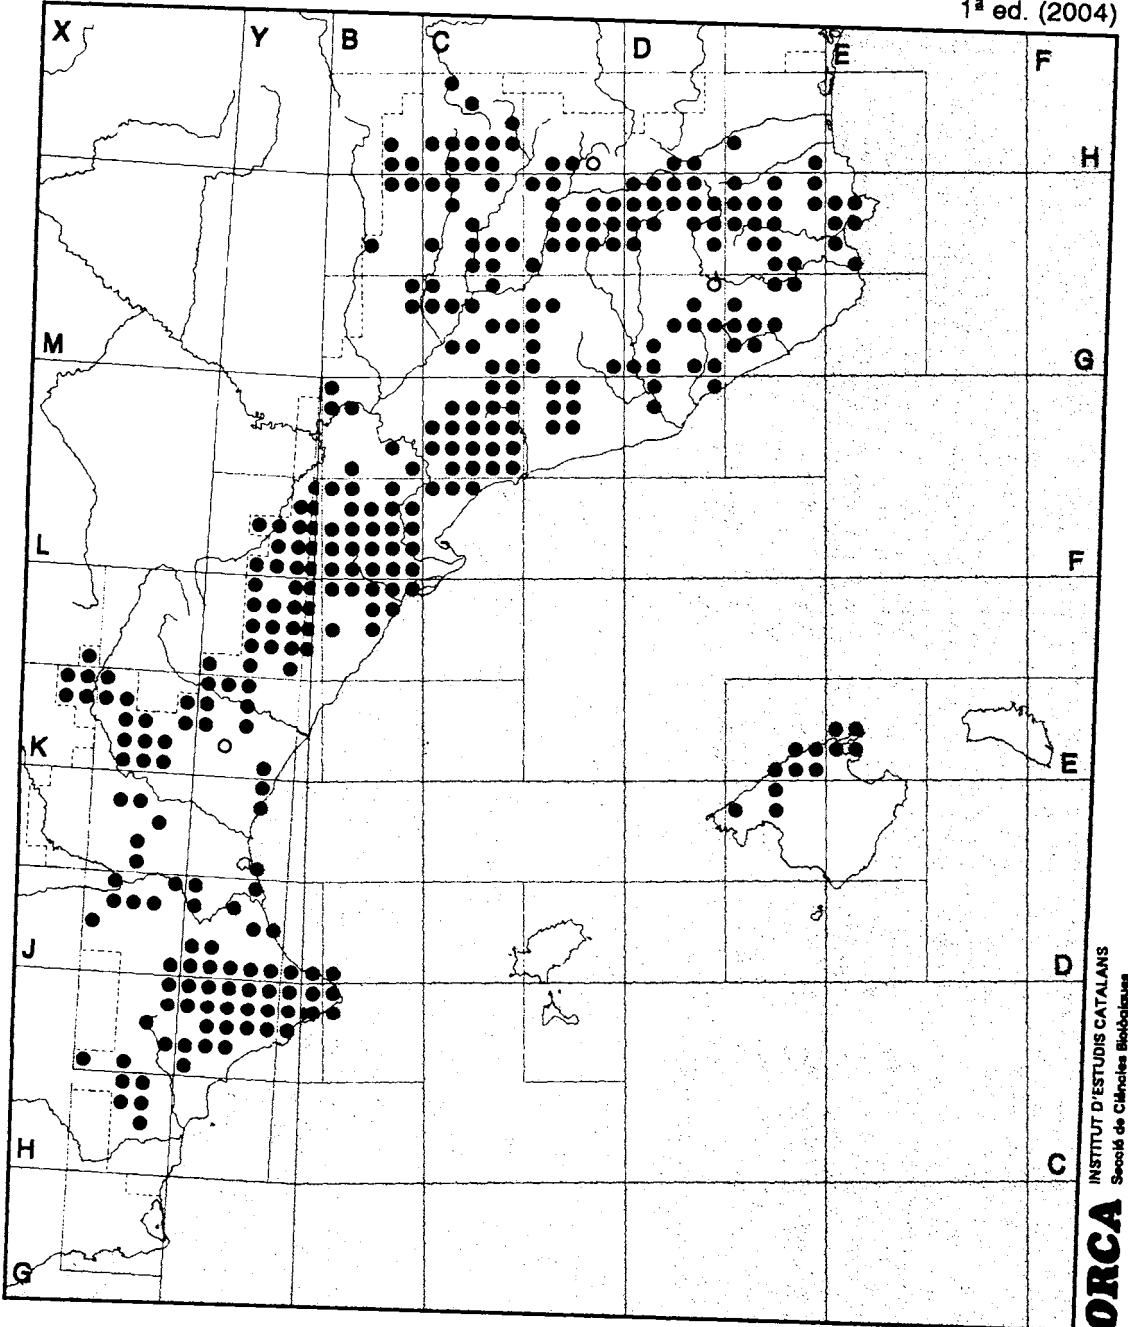 1ª ed. (2004)
X
Y
B
C
D
E
F
H
M
G
L
F
K
E
J
D
H
C
G
ORCA
INSTITUT D'ESTUDIS CATALANS
Secció de Ciències Biològiques